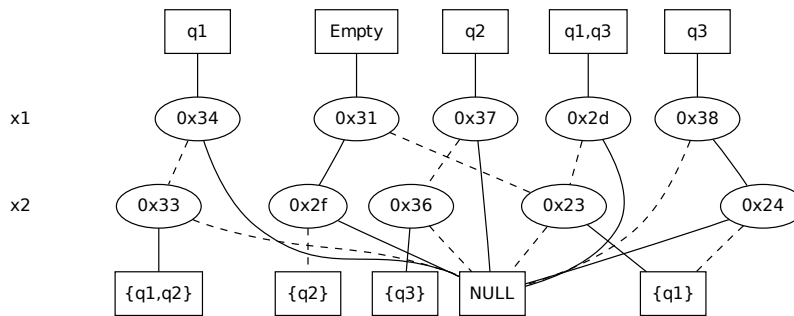 q1 Empty q2 q1,q3 q3
x1 0x34 0x31 0x37 0x2d 0x38
x2 0x33 0x2f 0x36 0x23 0x24
{q1,q2} {q2} {q3} NULL {q1}